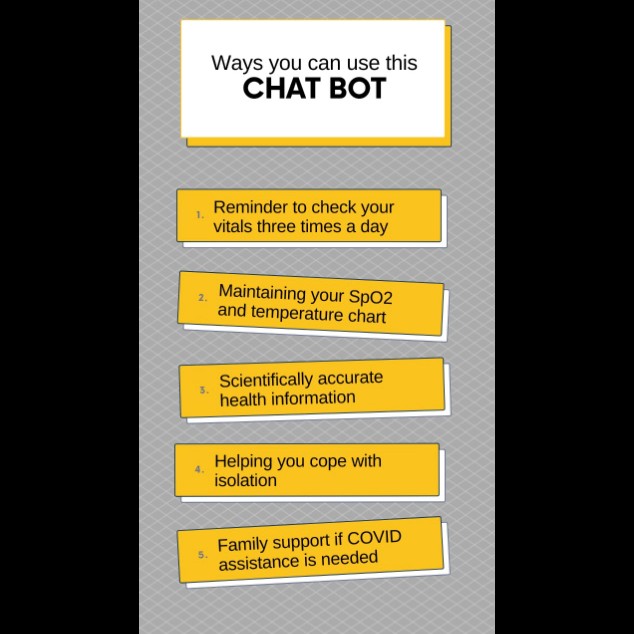 Ways you can use this
CHAT BOT
1. Reminder to check your
vitals three times a day
2. Maintaining your SpO2
and temperature chart
3. Scientifically accurate
health information
4. Helping you cope with
isolation
5. Family support if COVID
assistance is needed